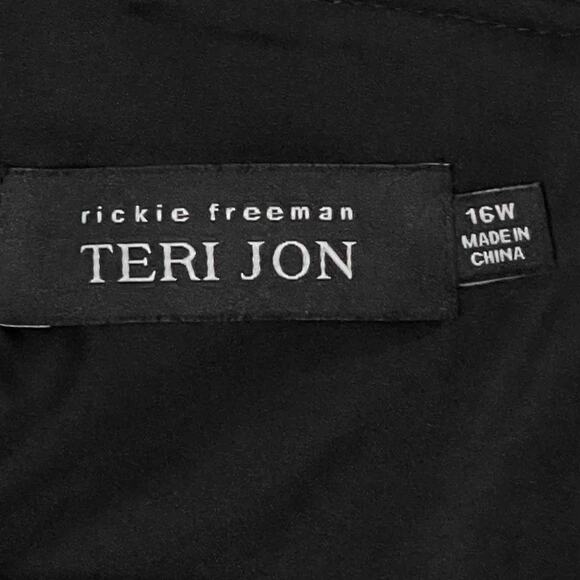 rickie freeman
TERI JON
16W
MADE IN
CHINA